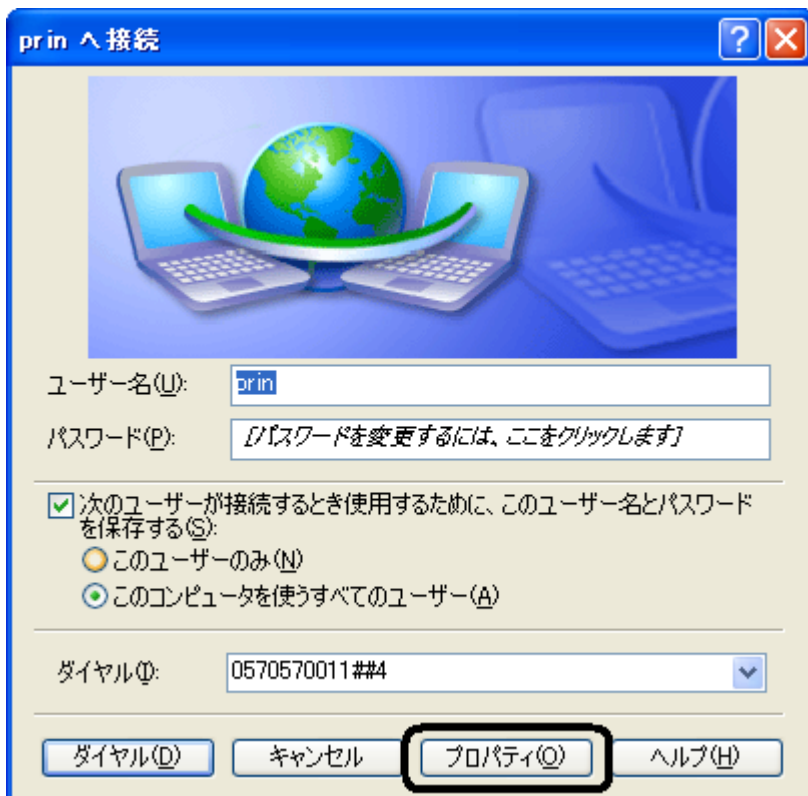 prin へ接続
ユーザー名(U):
prin
パスワード(P):
[パスワードを変更するには、ここをクリックします]
次のユーザーが接続するとき使用するために、このユーザー名とパスワード
を保存する(S):
このユーザーのみ(N)
このコンピュータを使うすべてのユーザー(A)
ダイヤル(I):
0570570011##4
ダイヤル(D)
キャンセル
プロパティ(O)
ヘルプ(H)